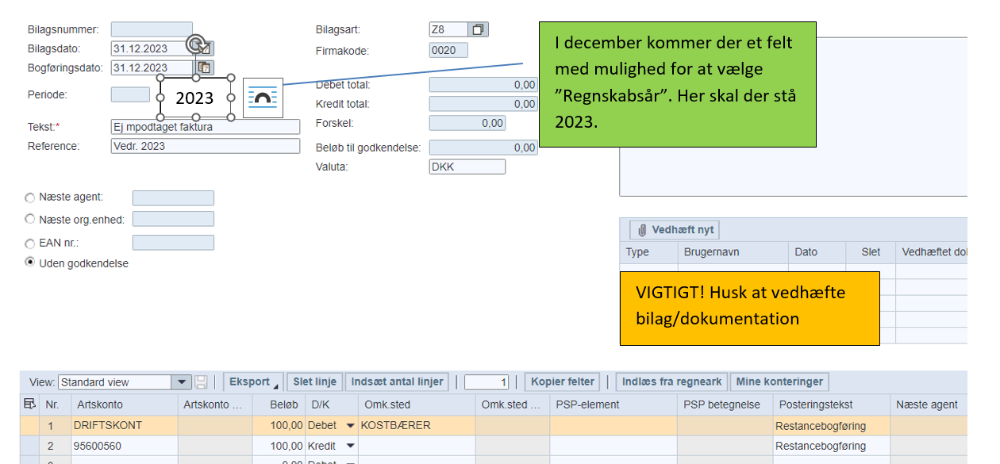 Bilagsnummer:
Bilagsart: Z8
Bilagsdato: 31.12.2023
Firmakode: 0020
Bogføringsdato: 31.12.2023
Periode:
2023
Debet total: 0,00
Kredit total: 0,00
Forskel: 0,00
Tekst:* Ej mpodtaget faktura
Reference: Vedr. 2023
Beløb til godkendelse: 0,00
Valuta: DKK
I december kommer der et felt
med mulighed for at vælge
”Regnskabsår”. Her skal der stå
2023.
Næste agent:
Næste org.enhed:
EAN nr.:
Uden godkendelse
Vedhæft nyt
Type Brugernavn Dato Slet Vedhæftet dol
VIGTIGT! Husk at vedhæfte
bilag/dokumentation
View: Standard view Eksport Slet linje Indsæt antal linjer 1 Kopier felter Indlæs fra regneark Mine konteringer
Nr. Artskonto Artskonto ... Beløb D/K Omk.sted Omk.sted ... PSP-element PSP betegnelse Posteringstekst Næste agent
1 DRIFTSKONT 100,00 Debet KOSTBÆRER Restancebogføring
2 95600560 100,00 Kredit Restancebogføring
0,00 Debet